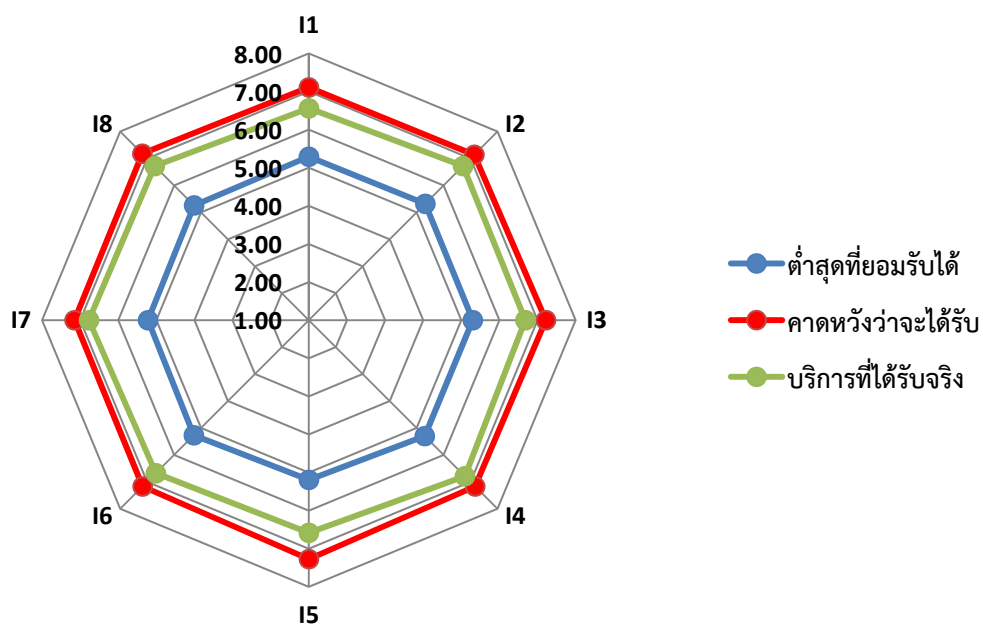 I1
8.00
7.00
6.00
5.00
4.00
3.00
2.00
1.00
I2
I3
I4
I5
I6
I7
I8
ต่ำสุดที่ยอมรับได้
คาดหวังว่าจะได้รับ
บริการที่ได้รับจริง